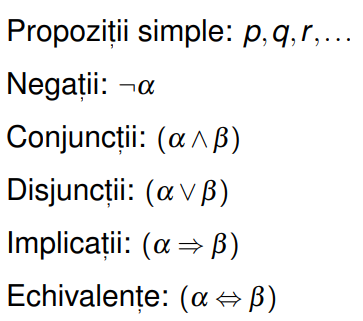 Propoziții simple: p, q, r, ...
Negații: ¬α
Conjuncții: (α ∧ β)
Disjuncții: (α ∨ β)
Implicații: (α ⇒ β)
Echivalențe: (α ⇔ β)